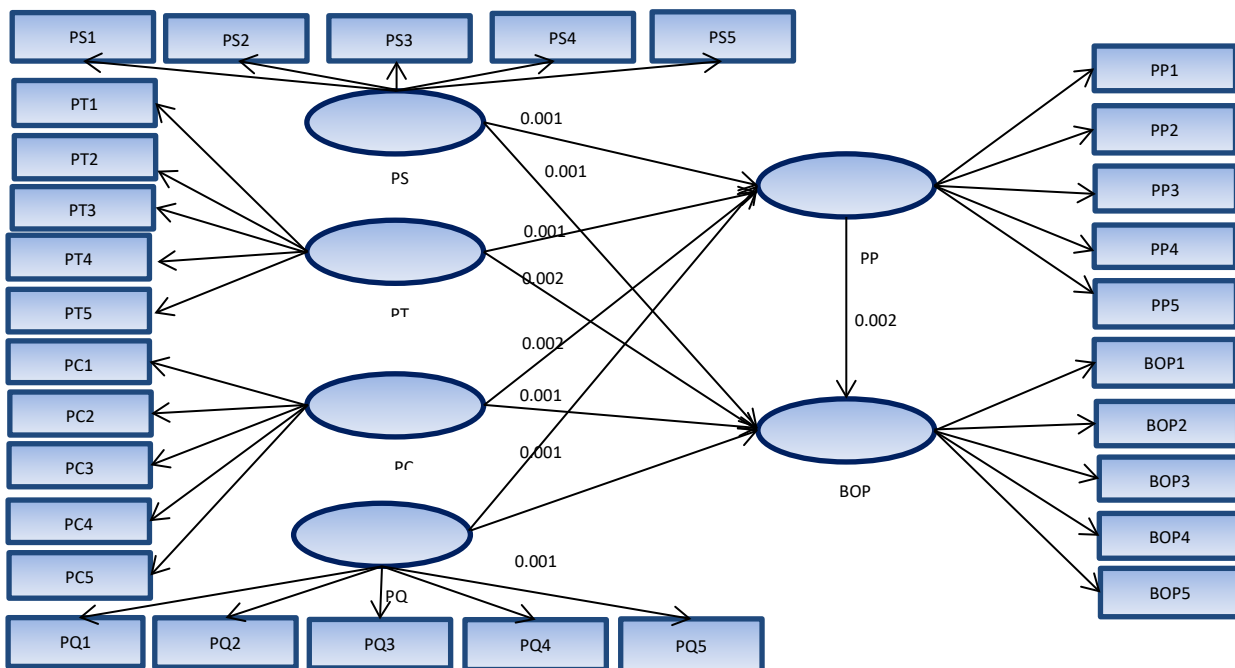 PS1
PS2
PS3
PS4
PS5
PT1
PT2
PT3
PT4
PT5
PC1
PC2
PC3
PC4
PC5
PS
PT
PC
PQ
0.001
0.001
0.001
0.002
0.002
0.001
0.001
0.001
PP
0.002
BOP
PP1
PP2
PP3
PP4
PP5
BOP1
BOP2
BOP3
BOP4
BOP5
PQ1
PQ2
PQ3
PQ4
PQ5